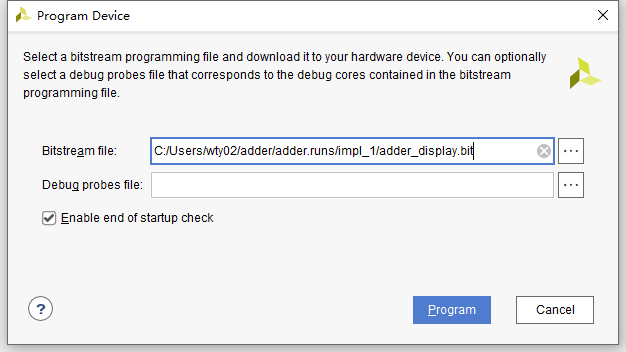 Program Device
Select a bitstream programming file and download it to your hardware device. You can optionally
select a debug probes file that corresponds to the debug cores contained in the bitstream
programming file.
Bitstream file: C:/Users/wty02/adder/adder.runs/impl_1/adder_display.bit ...
Debug probes file: ...
Enable end of startup check
? Program Cancel